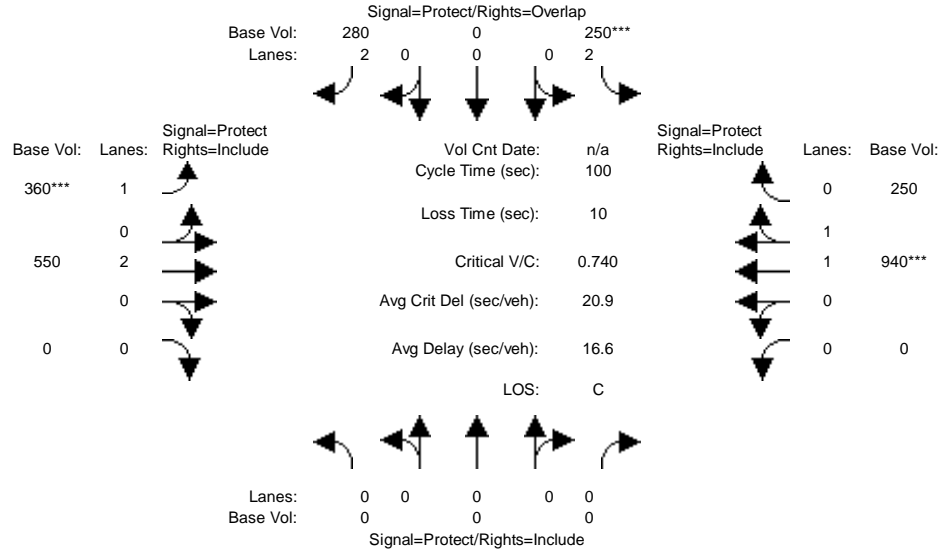 Signal=Protect/Rights=Overlap
Base Vol: 280 0 250***
Lanes: 2 0 0 0 2
Signal=Protect
Rights=Include
Signal=Protect
Rights=Include
Base Vol: Lanes:
Vol Cnt Date: n/a
Lanes: Base Vol:
Cycle Time (sec): 100
360*** 1
0 250
Loss Time (sec): 10
0
1
550 2
Critical V/C: 0.740
1 940***
0
Avg Crit Del (sec/veh): 20.9
0
0 0
Avg Delay (sec/veh): 16.6
0 0
LOS: C
Lanes: 0 0 0 0 0
Base Vol: 0 0 0
Signal=Protect/Rights=Include